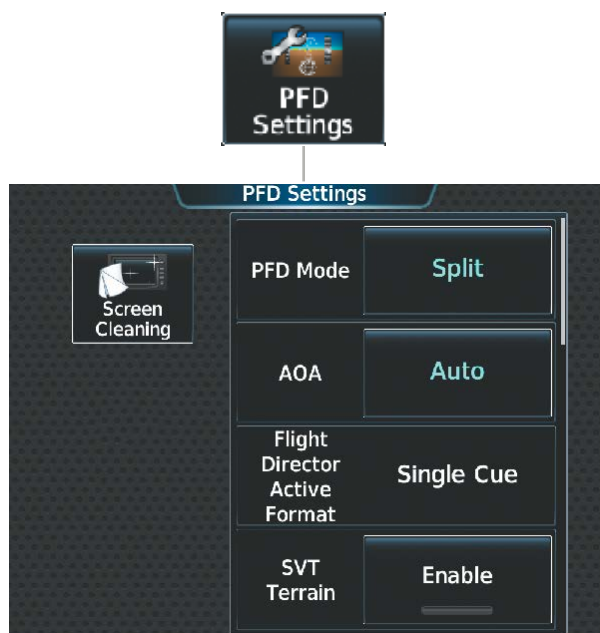 PFD
Settings
PFD Settings
Screen
Cleaning
PFD Mode
Split
AOA
Auto
Flight
Director
Active
Format
Single Cue
SVT
Terrain
Enable